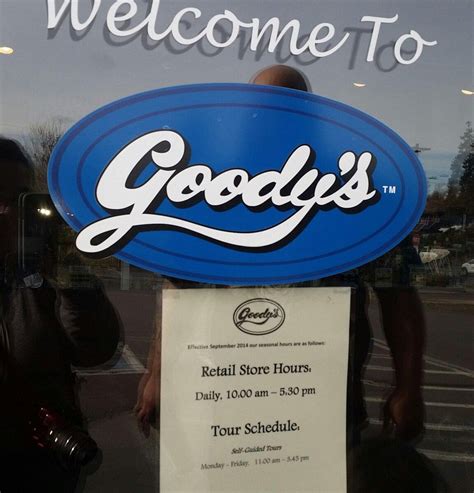 Welcome To
Goody's TM
Goody's
Effective September 2014 our seasonal hours are as follows:
Retail Store Hours:
Daily, 10.00 am – 5.30 pm
Tour Schedule:
Self-Guided Tours
Monday - Friday, 11.00 am – 3.45 pm